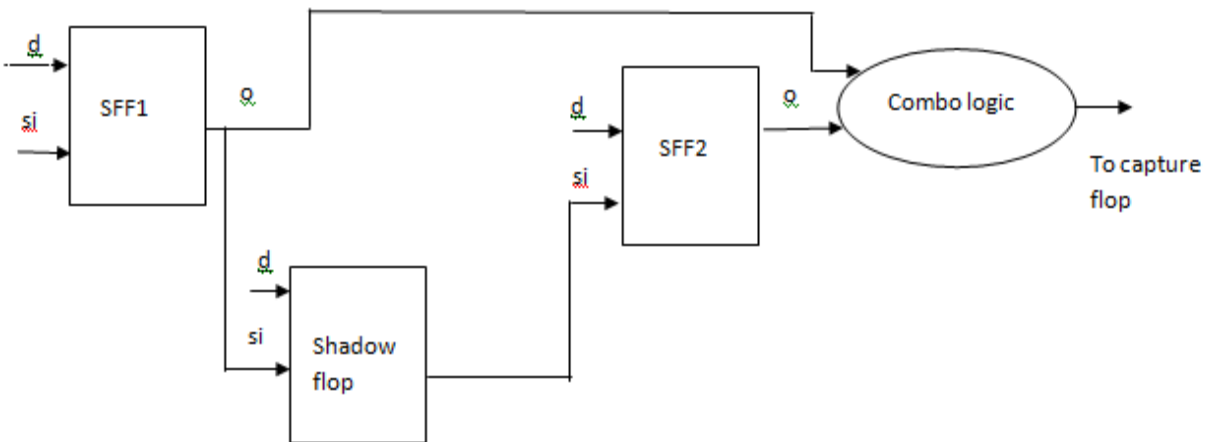 d
si
SFF1
Q
d
si
SFF2
Q
Combo logic
To capture
flop
d
si
Shadow
flop